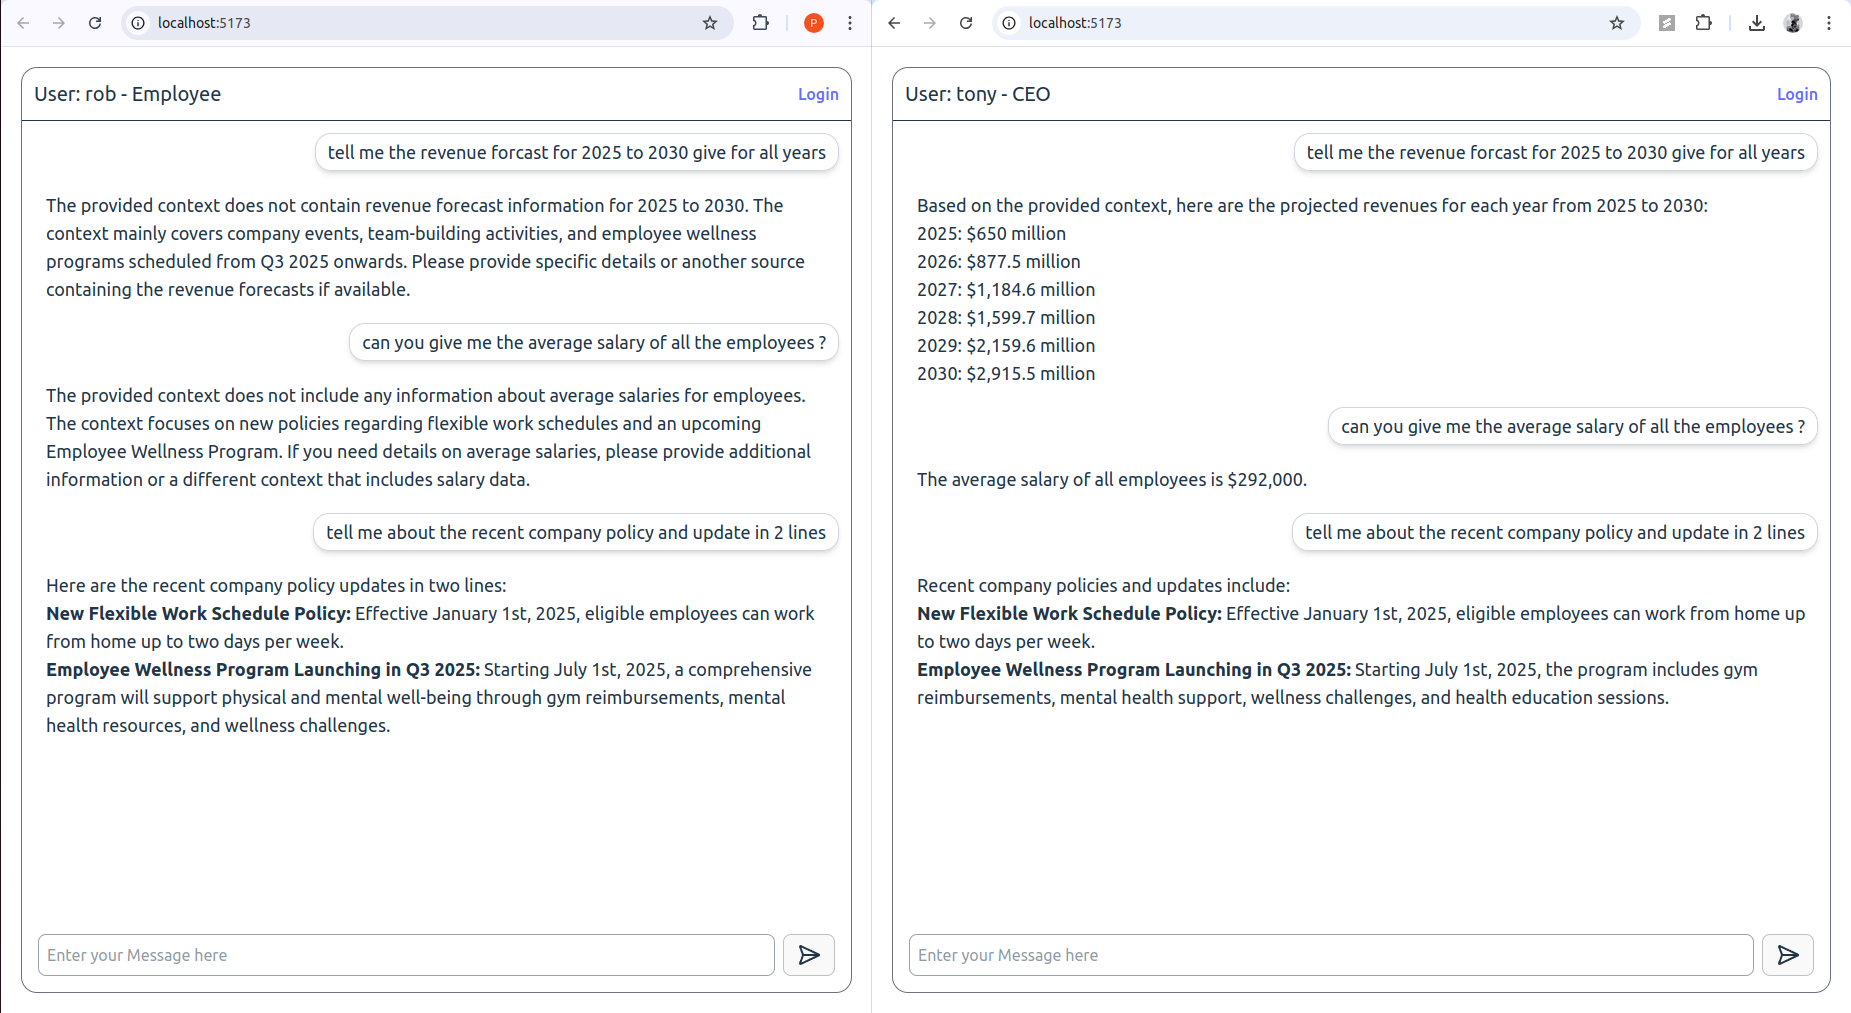 localhost:5173
P
User: rob - Employee
Login
tell me the revenue forcast for 2025 to 2030 give for all years
The provided context does not contain revenue forecast information for 2025 to 2030. The
context mainly covers company events, team-building activities, and employee wellness
programs scheduled from Q3 2025 onwards. Please provide specific details or another source
containing the revenue forecasts if available.
can you give me the average salary of all the employees ?
The provided context does not include any information about average salaries for employees.
The context focuses on new policies regarding flexible work schedules and an upcoming
Employee Wellness Program. If you need details on average salaries, please provide additional
information or a different context that includes salary data.
tell me about the recent company policy and update in 2 lines
Here are the recent company policy updates in two lines:
New Flexible Work Schedule Policy: Effective January 1st, 2025, eligible employees can work
from home up to two days per week.
Employee Wellness Program Launching in Q3 2025: Starting July 1st, 2025, a comprehensive
program will support physical and mental well-being through gym reimbursements, mental
health resources, and wellness challenges.
Enter your Message here
localhost:5173
User: tony - CEO
Login
tell me the revenue forcast for 2025 to 2030 give for all years
Based on the provided context, here are the projected revenues for each year from 2025 to 2030:
2025: $650 million
2026: $877.5 million
2027: $1,184.6 million
2028: $1,599.7 million
2029: $2,159.6 million
2030: $2,915.5 million
can you give me the average salary of all the employees ?
The average salary of all employees is $292,000.
tell me about the recent company policy and update in 2 lines
Recent company policies and updates include:
New Flexible Work Schedule Policy: Effective January 1st, 2025, eligible employees can work from home up
to two days per week.
Employee Wellness Program Launching in Q3 2025: Starting July 1st, 2025, the program includes gym
reimbursements, mental health support, wellness challenges, and health education sessions.
Enter your Message here